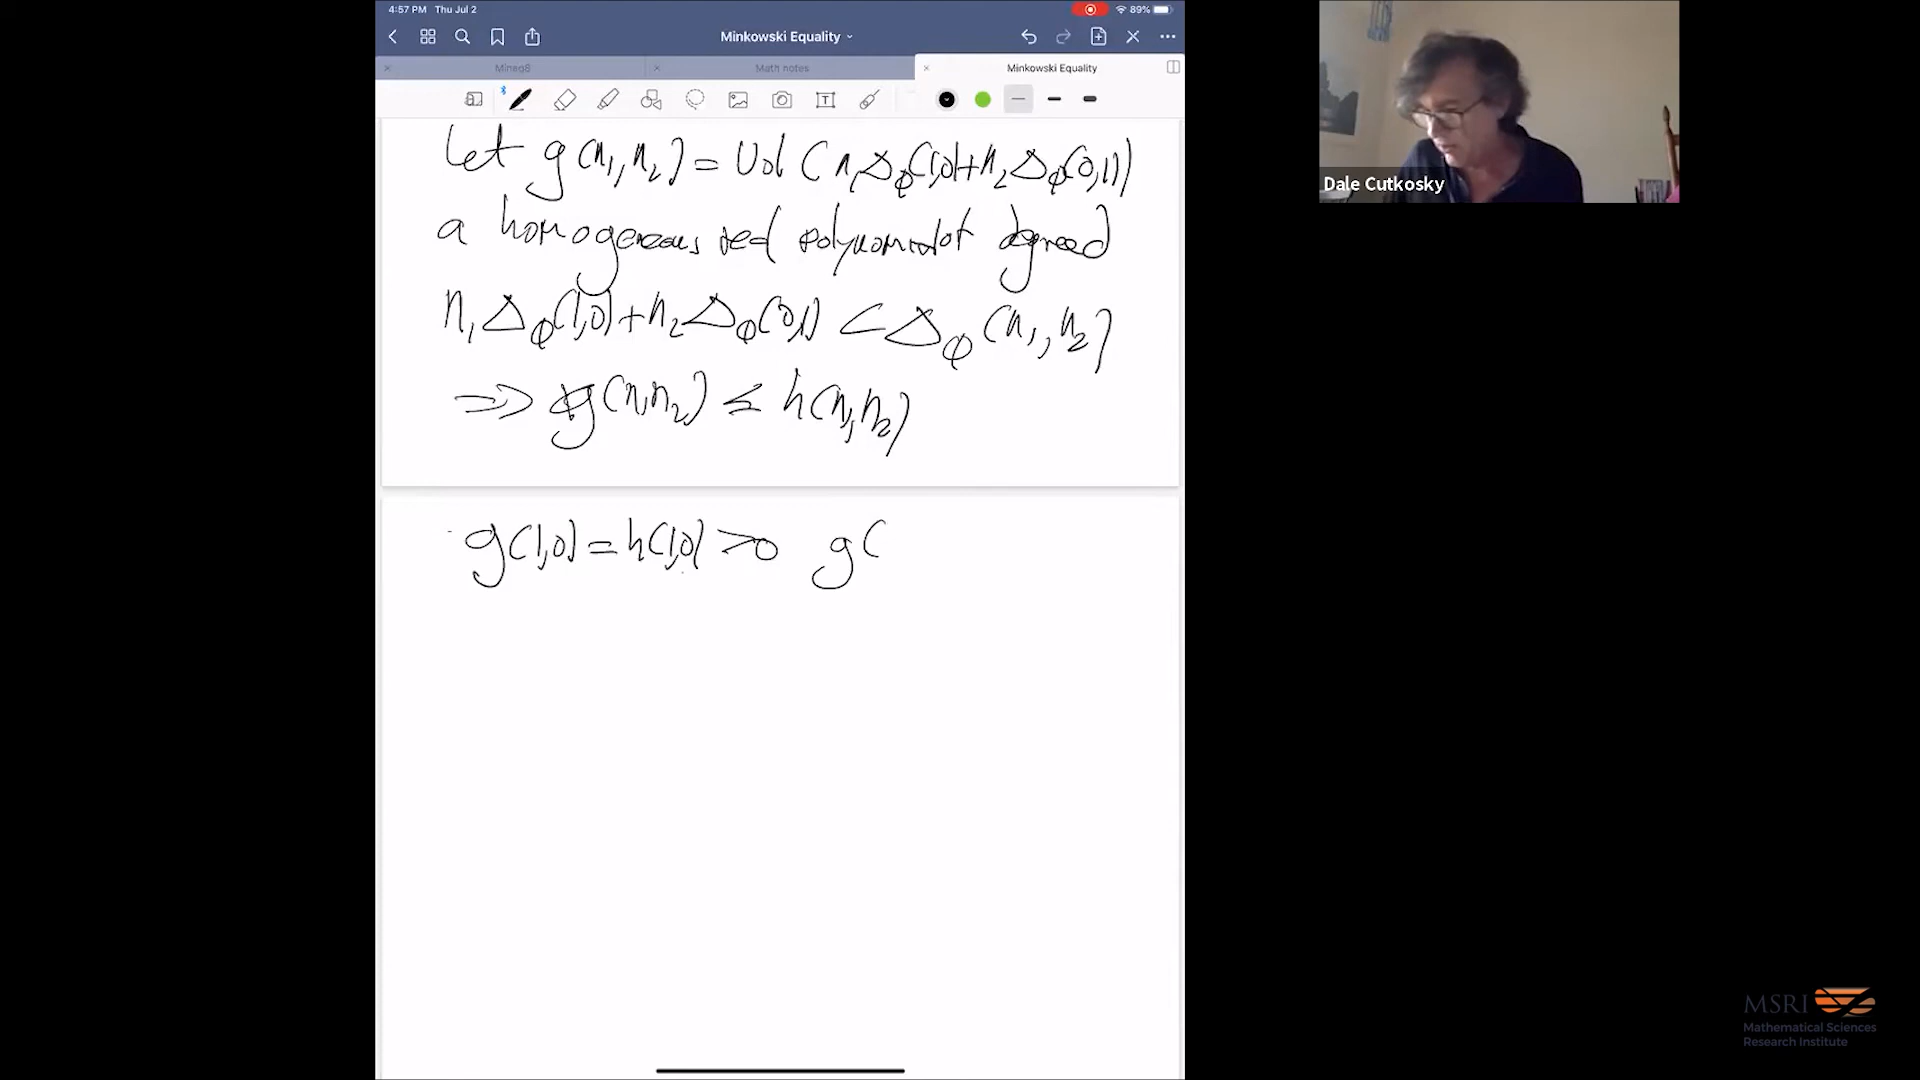 4:57 PM Thu Jul 2
89%
Minkowski Equality
Mineq8
Math notes
Minkowski Equality
Let g(n₁,n₂) = Vol(n₁Δ_φ(1,0)+n₂Δ_φ(0,1))
a homogeneous real polynomial of degree d
n₁Δ_φ(1,0)+n₂Δ_φ(0,1) ⊂ Δ_φ(n₁,n₂)
⇒ g(n₁n₂) ≤ h(n₁,n₂)
g(1,0) = h(1,0) > 0 g(
Dale Cutkosky
MSRI
Mathematical Sciences
Research Institute